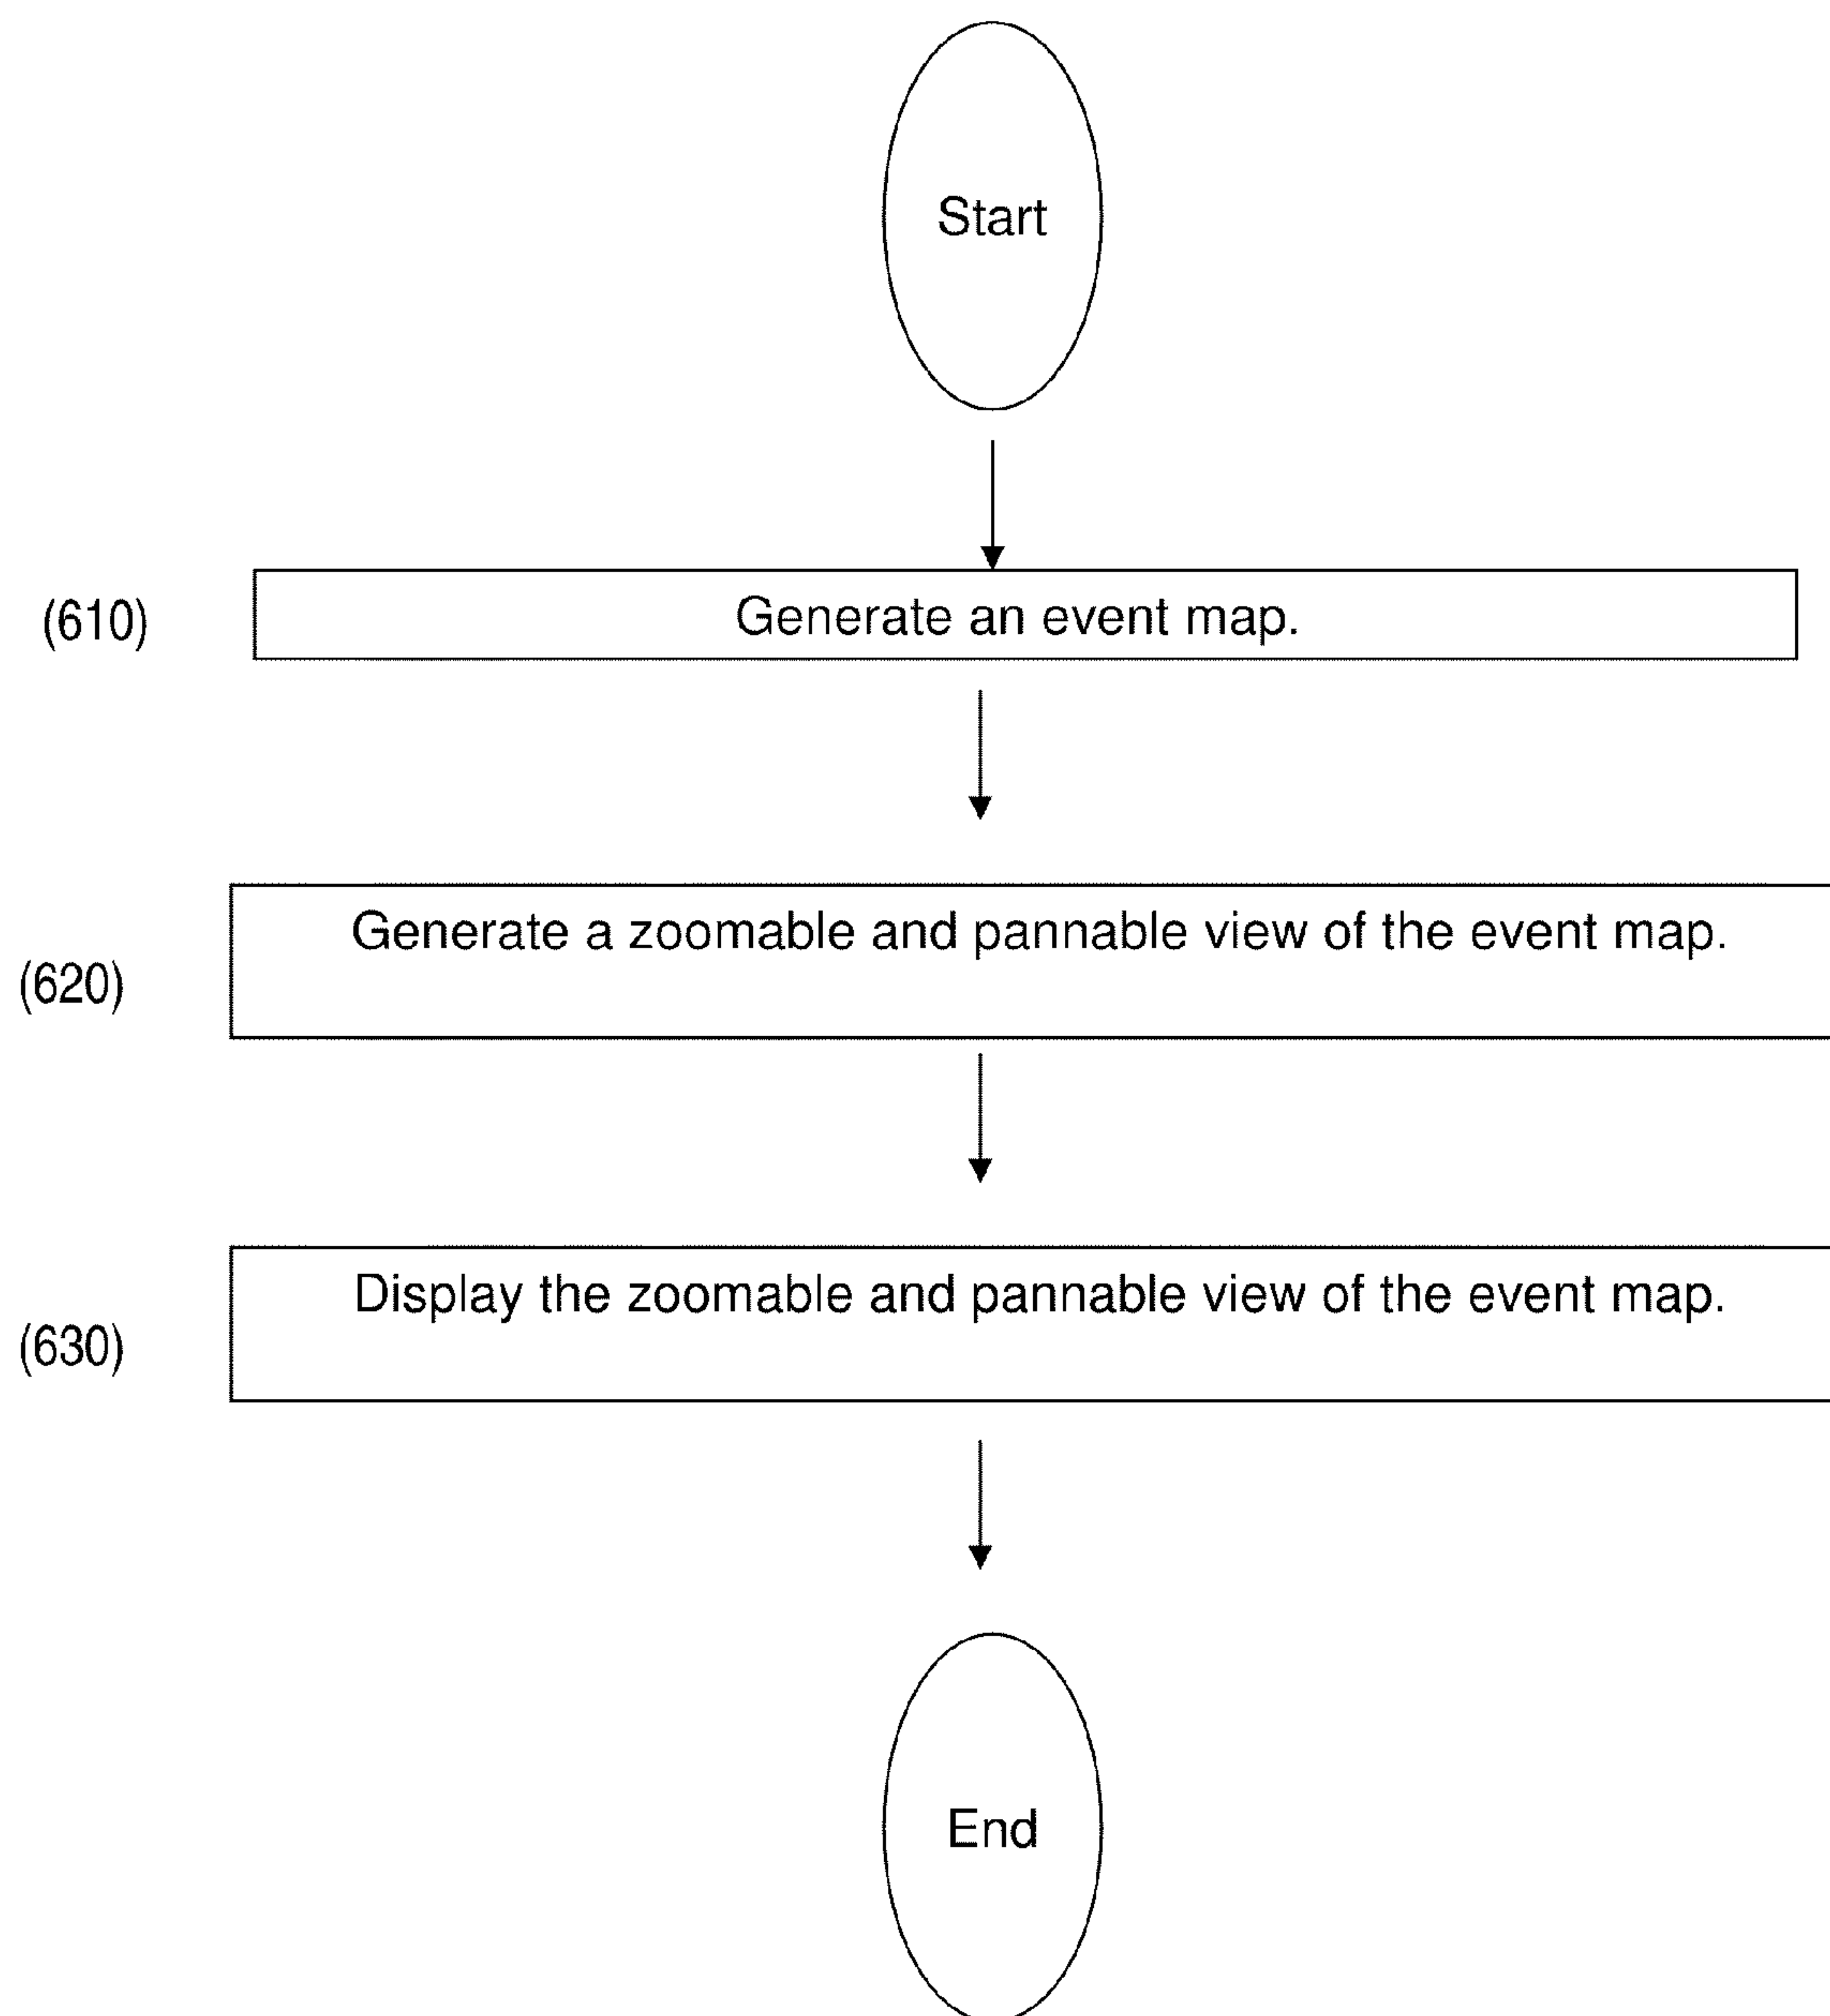 Start
(610)
Generate an event map.
Generate a zoomable and pannable view of the event map.
(620)
Display the zoomable and pannable view of the event map.
(630)
End